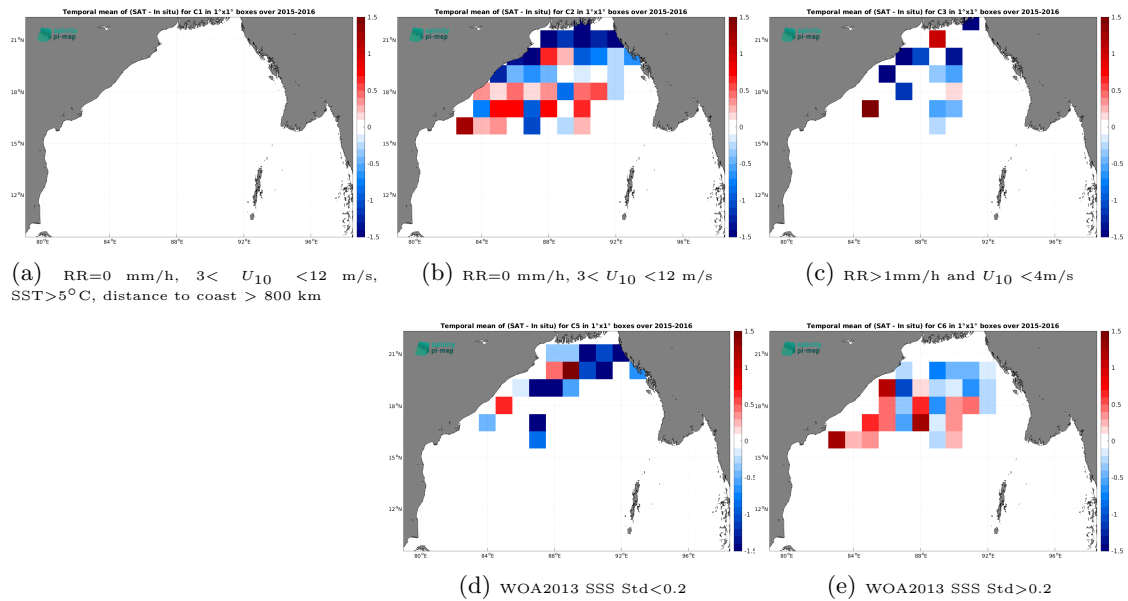 Temporal mean of (SAT - In situ) for C1 in 1°x1° boxes over 2015-2016
pi-mep
21°N
18°N
15°N
12°N
80°E 84°E 88°E 92°E 96°E
1.5
1
0.5
0
-0.5
-1
-1.5
(a) RR=0 mm/h, 3< U10 <12 m/s,
SST>5°C, distance to coast > 800 km
Temporal mean of (SAT - In situ) for C2 in 1°x1° boxes over 2015-2016
pi-mep
21°N
18°N
15°N
12°N
80°E 84°E 88°E 92°E 96°E
1.5
1
0.5
0
-0.5
-1
-1.5
(b) RR=0 mm/h, 3< U10 <12 m/s
Temporal mean of (SAT - In situ) for C3 in 1°x1° boxes over 2015-2016
pi-mep
21°N
18°N
15°N
12°N
80°E 84°E 88°E 92°E 96°E
1.5
1
0.5
0
-0.5
-1
-1.5
(c) RR>1mm/h and U10 <4m/s
Temporal mean of (SAT - In situ) for C5 in 1°x1° boxes over 2015-2016
pi-mep
21°N
18°N
15°N
12°N
80°E 84°E 88°E 92°E 96°E
1.5
1
0.5
0
-0.5
-1
-1.5
(d) WOA2013 SSS Std<0.2
Temporal mean of (SAT - In situ) for C6 in 1°x1° boxes over 2015-2016
pi-mep
21°N
18°N
15°N
12°N
80°E 84°E 88°E 92°E 96°E
1.5
1
0.5
0
-0.5
-1
-1.5
(e) WOA2013 SSS Std>0.2